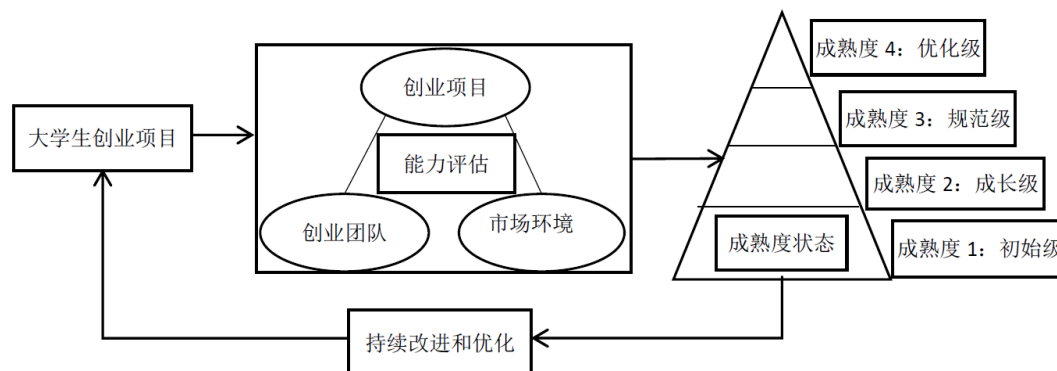 大学生创业项目
创业项目
能力评估
创业团队
市场环境
成熟度 4：优化级
成熟度 3：规范级
成熟度 2：成长级
成熟度 1：初始级
成熟度状态
持续改进和优化